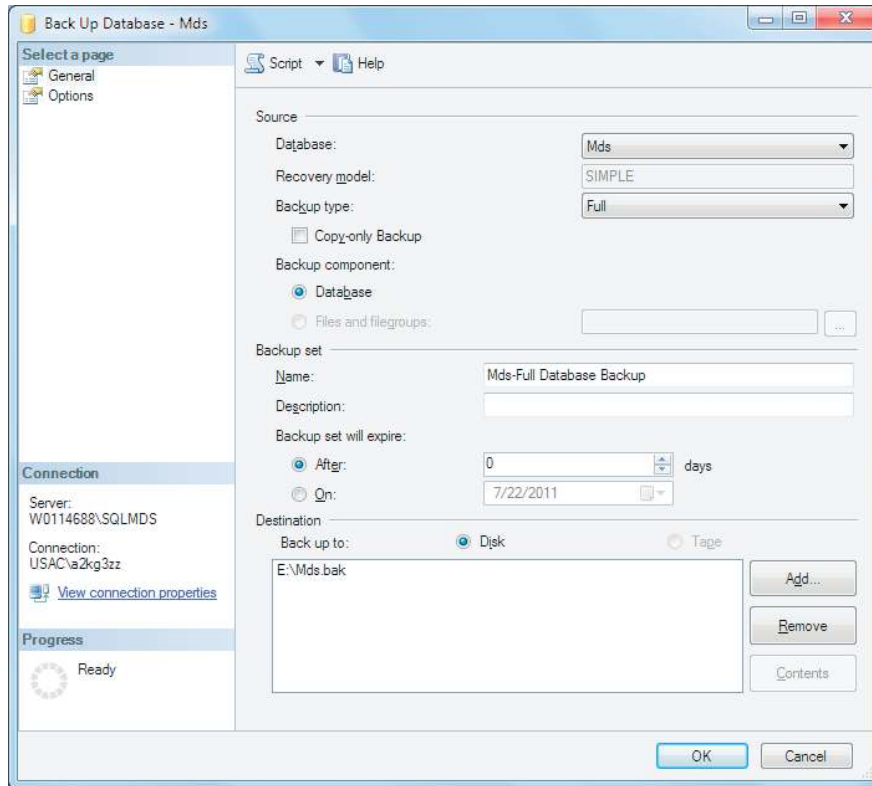 Back Up Database - Mds
Select a page
General
Options
Script
Help
Source
Database:
Mds
Recovery model:
SIMPLE
Backup type:
Full
Copy-only Backup
Backup component:
Database
Files and filegroups:
...
Backup set
Name:
Mds-Full Database Backup
Description:
Backup set will expire:
After:
0
days
On:
7/22/2011
Destination
Back up to:
Disk
Tape
E:\Mds.bak
Add...
Remove
Contents
Connection
Server:
W0114688\SQLMDS
Connection:
USAC\a2kg3zz
View connection properties
Progress
Ready
OK
Cancel